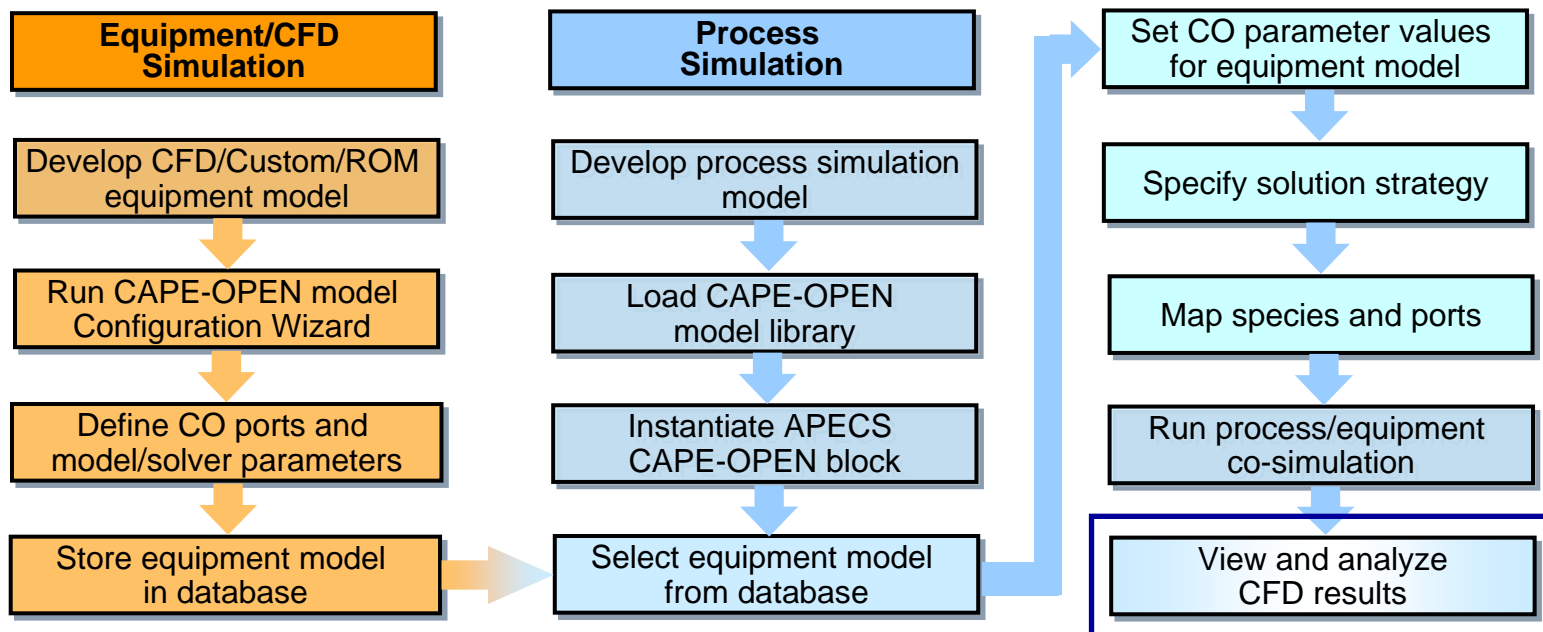 Equipment/CFD
Simulation
Develop CFD/Custom/ROM
equipment model
Run CAPE-OPEN model
Configuration Wizard
Define CO ports and
model/solver parameters
Store equipment model
in database
Process
Simulation
Develop process simulation
model
Load CAPE-OPEN
model library
Instantiate APECS
CAPE-OPEN block
Select equipment model
from database
Set CO parameter values
for equipment model
Specify solution strategy
Map species and ports
Run process/equipment
co-simulation
View and analyze
CFD results